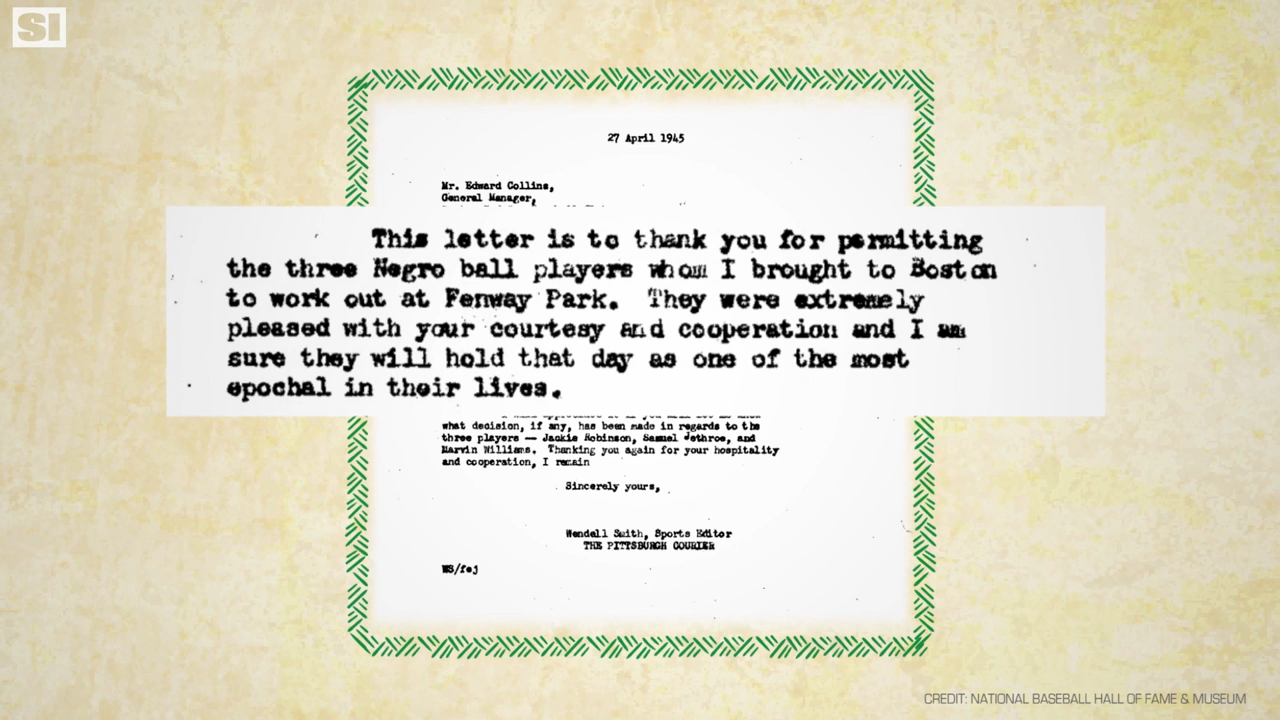 SI
27 April 1945
Mr. Edward Collins,
General Manager,
This letter is to thank you for permitting
the three Negro ball players whom I brought to Boston
to work out at Fenway Park. They were extremely
pleased with your courtesy and cooperation and I am
sure they will hold that day as one of the most
epochal in their lives.
what decision, if any, has been made in regards to the
three players — Jackie Robinson, Samuel Jethroe, and
Marvin Williams. Thanking you again for your hospitality
and cooperation, I remain
Sincerely yours,
Wendell Smith, Sports Editor
THE PITTSBURGH COURIER
WS/fej
CREDIT: NATIONAL BASEBALL HALL OF FAME & MUSEUM